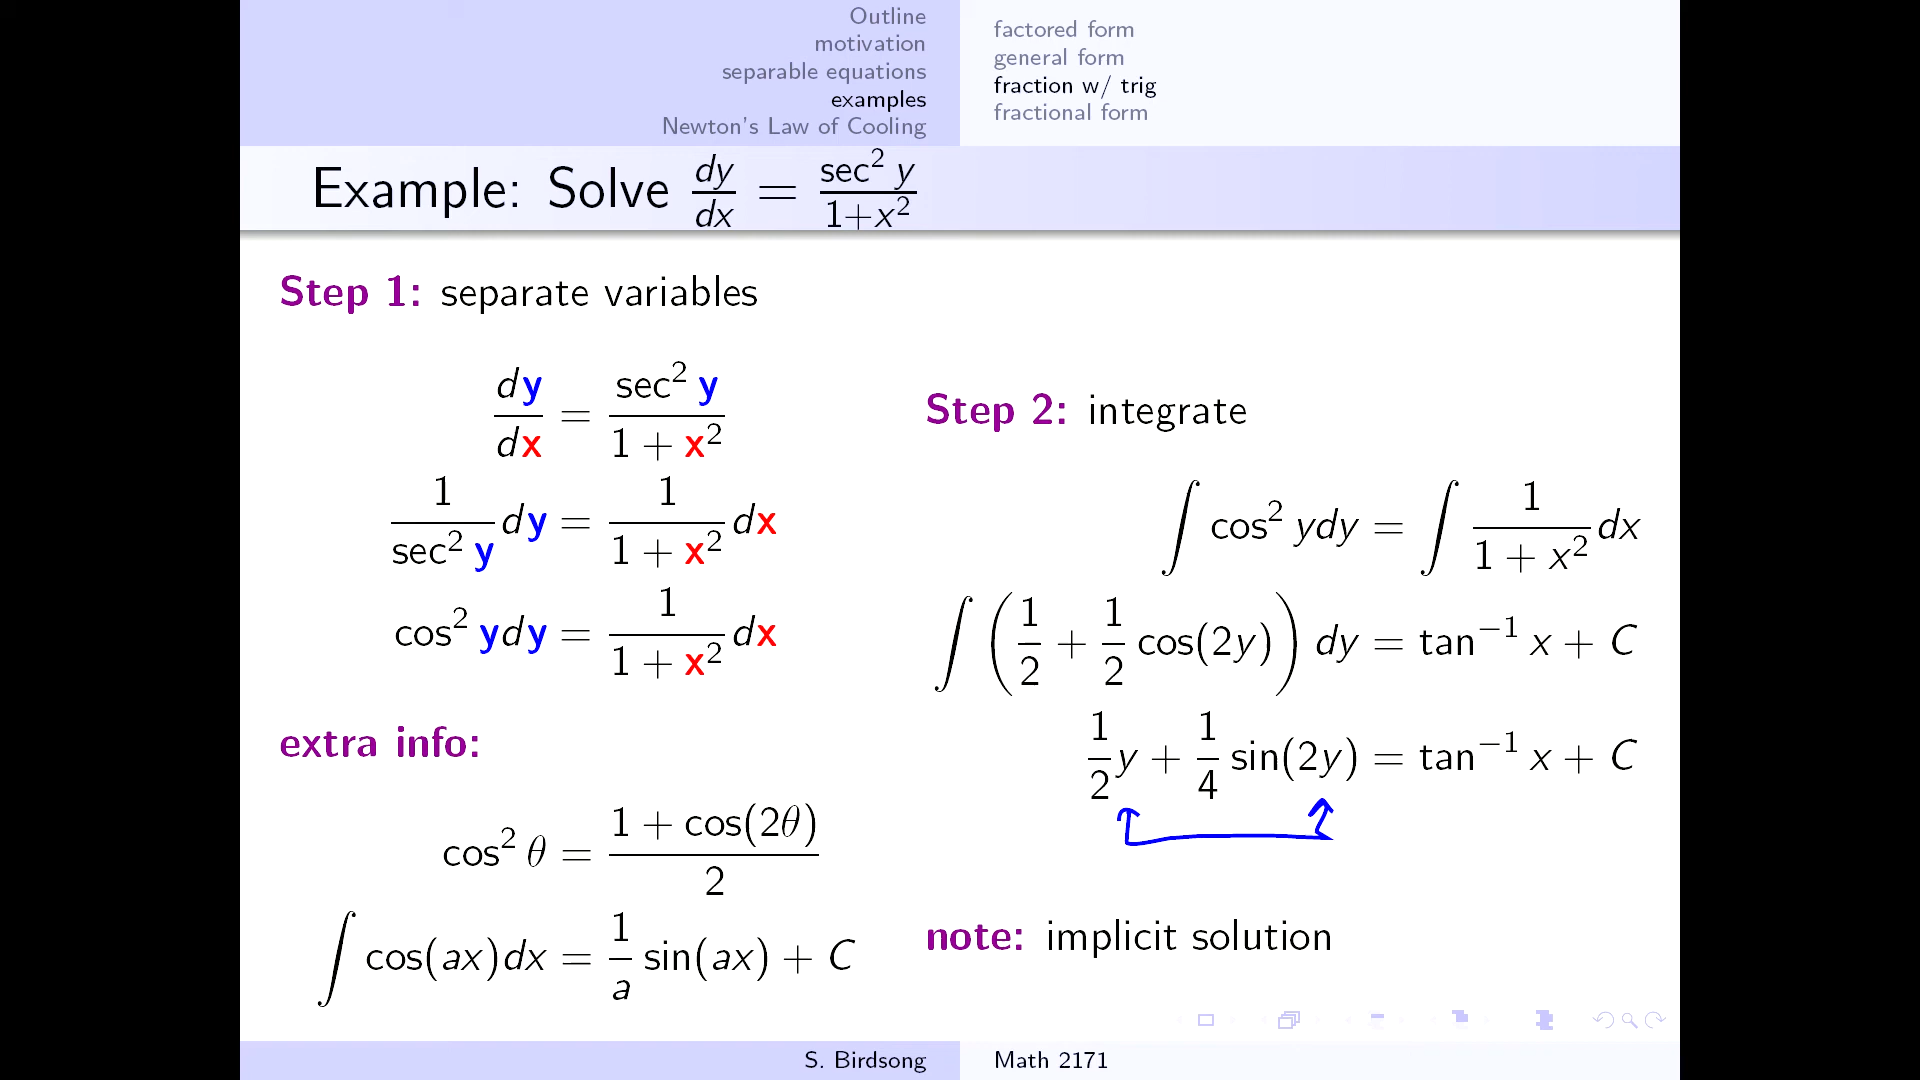 Outline
motivation
separable equations
examples
Newton's Law of Cooling
factored form
general form
fraction w/ trig
fractional form
Example: Solve dy/dx = sec² y/1+x²
Step 1: separate variables
dy/dx = sec² y/1 + x²
1/sec² y dy = 1/1 + x² dx
cos² ydy = 1/1 + x² dx
extra info:
cos² θ = 1 + cos(2θ)/2
∫ cos(ax)dx = 1/a sin(ax) + C
Step 2: integrate
∫ cos² ydy = ∫ 1/1 + x² dx
∫ (1/2 + 1/2 cos(2y)) dy = tan⁻¹ x + C
1/2 y + 1/4 sin(2y) = tan⁻¹ x + C
note: implicit solution
S. Birdsong
Math 2171